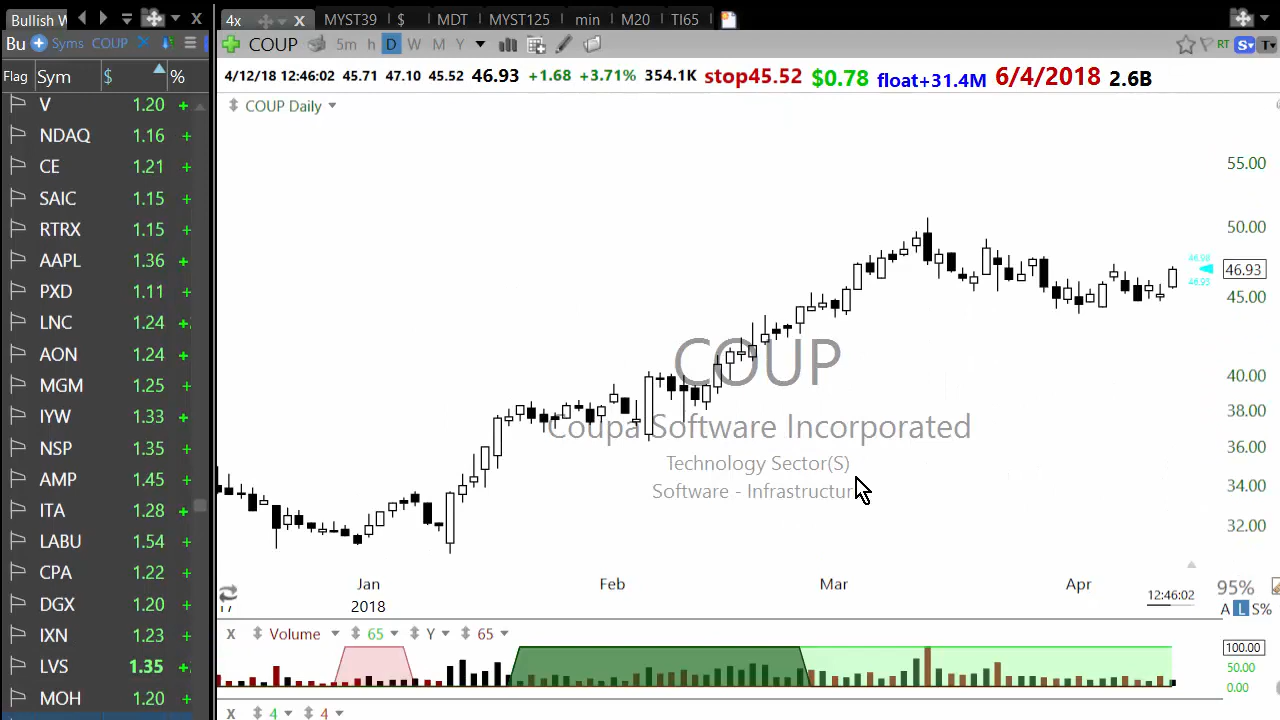 Bullish W
4x
MYST39
$
MDT
MYST125
min
M20
TI65
Bu
Syms
COUP
COUP
5m
h
D
W
M
Y
RT
S
T
Flag
Sym
$
%
4/12/18 12:46:02 45.71 47.10 45.52 46.93 +1.68 +3.71% 354.1K stop45.52 $0.78 float+31.4M 6/4/2018 2.6B
COUP Daily
V 1.20 +
NDAQ 1.16 +
CE 1.21 +
SAIC 1.15 +
RTRX 1.15 +
AAPL 1.36 +
PXD 1.11 +
LNC 1.24 +
AON 1.24 +
MGM 1.25 +
IYW 1.33 +
NSP 1.35 +
AMP 1.45 +
ITA 1.28 +
LABU 1.54 +
CPA 1.22 +
DGX 1.20 +
IXN 1.23 +
LVS 1.35 +
MOH 1.20 +
55.00
50.00
46.93
45.00
40.00
38.00
36.00
34.00
32.00
COUP
Coupa Software Incorporated
Technology Sector(S)
Software - Infrastructur
Jan
Feb
Mar
Apr
2018
12:46:02
95%
A L S%
X Volume 65 Y 65
100.00
50.00
0.00
X 4 4